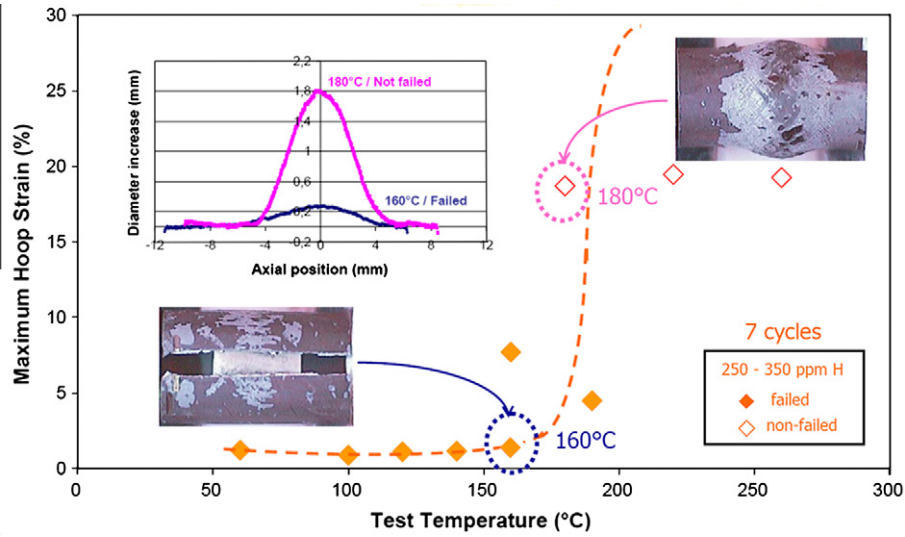 30
25
20
15
10
5
0
Maximum Hoop Strain (%)
0
50
100
150
200
250
300
Test Temperature (°C)
2,2
1,8
1,4
1
0,6
0,2
-0,2
Diameter increase (mm)
180°C / Not failed
160°C / Failed
-12
-8
-4
0
4
8
12
Axial position (mm)
180°C
160°C
7 cycles
250 - 350 ppm H
failed
non-failed